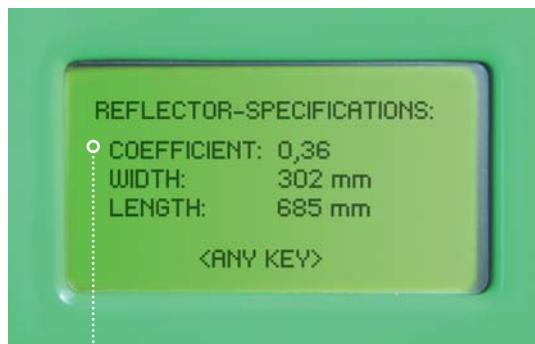 REFLECTOR-SPECIFICATIONS:
COEFFICIENT: 0,36
WIDTH: 302 mm
LENGTH: 685 mm
<ANY KEY>